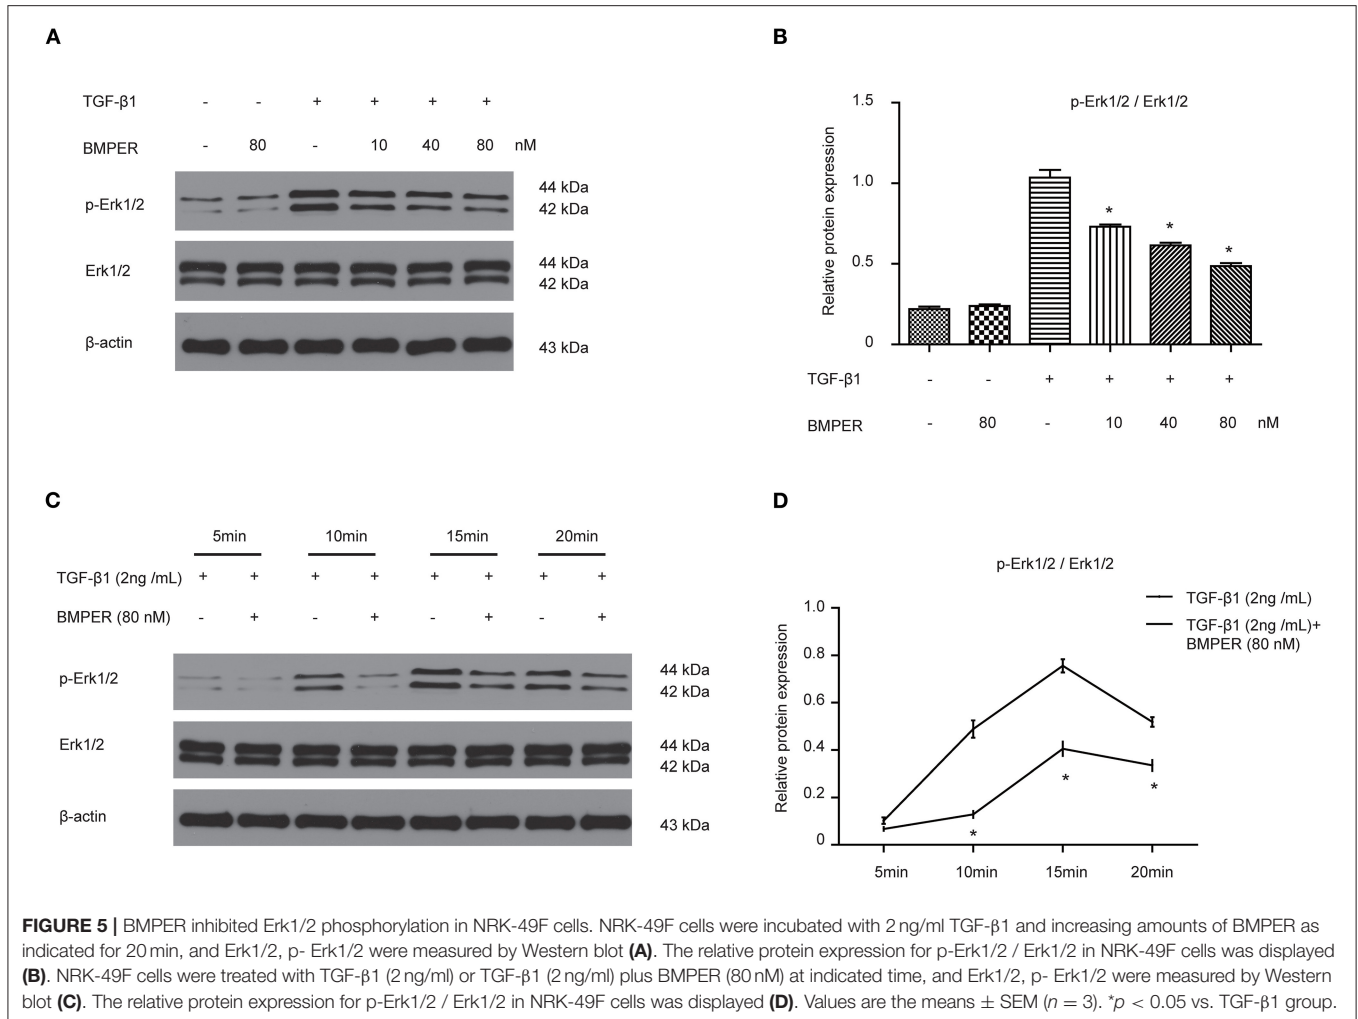 A
TGF-β1 - - + + + +
BMPER - 80 - 10 40 80 nM
p-Erk1/2
44 kDa
42 kDa
Erk1/2
44 kDa
42 kDa
β-actin
43 kDa
B
p-Erk1/2 / Erk1/2
Relative protein expression
1.5
1.0
0.5
0
* * *
TGF-β1 - - + + + +
BMPER - 80 - 10 40 80 nM
C
5min 10min 15min 20min
TGF-β1 (2ng /mL) + + + + + + + +
BMPER (80 nM) - + - + - + - +
p-Erk1/2
44 kDa
42 kDa
Erk1/2
44 kDa
42 kDa
β-actin
43 kDa
D
p-Erk1/2 / Erk1/2
TGF-β1 (2ng /mL)
TGF-β1 (2ng /mL)+
BMPER (80 nM)
Relative protein expression
1.0
0.8
0.6
0.4
0.2
0
* * *
5min 10min 15min 20min
FIGURE 5 | BMPER inhibited Erk1/2 phosphorylation in NRK-49F cells. NRK-49F cells were incubated with 2 ng/ml TGF-β1 and increasing amounts of BMPER as
indicated for 20 min, and Erk1/2, p- Erk1/2 were measured by Western blot (A). The relative protein expression for p-Erk1/2 / Erk1/2 in NRK-49F cells was displayed
(B). NRK-49F cells were treated with TGF-β1 (2 ng/ml) or TGF-β1 (2 ng/ml) plus BMPER (80 nM) at indicated time, and Erk1/2, p- Erk1/2 were measured by Western
blot (C). The relative protein expression for p-Erk1/2 / Erk1/2 in NRK-49F cells was displayed (D). Values are the means ± SEM (n = 3). *p < 0.05 vs. TGF-β1 group.